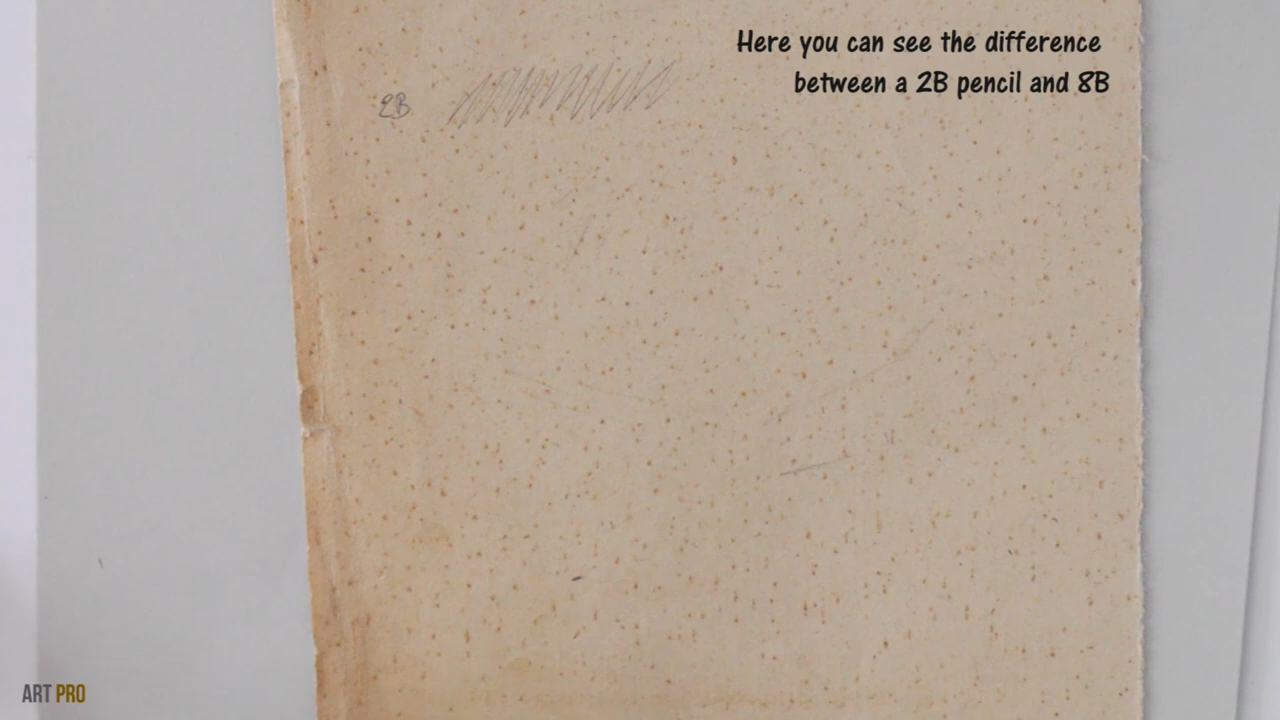 Here you can see the difference
between a 2B pencil and 8B
2B
ART PRO